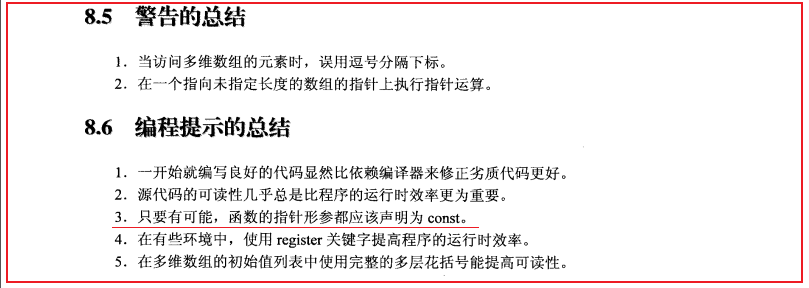 8.5 警告的总结
1. 当访问多维数组的元素时，误用逗号分隔下标。
2. 在一个指向未指定长度的数组的指针上执行指针运算。
8.6 编程提示的总结
1. 一开始就编写良好的代码显然比依赖编译器来修正劣质代码更好。
2. 源代码的可读性几乎总是比程序的运行时效率更为重要。
3. 只要有可能，函数的指针形参都应该声明为 const。
4. 在有些环境中，使用 register 关键字提高程序的运行时效率。
5. 在多维数组的初始值列表中使用完整的多层花括号能提高可读性。